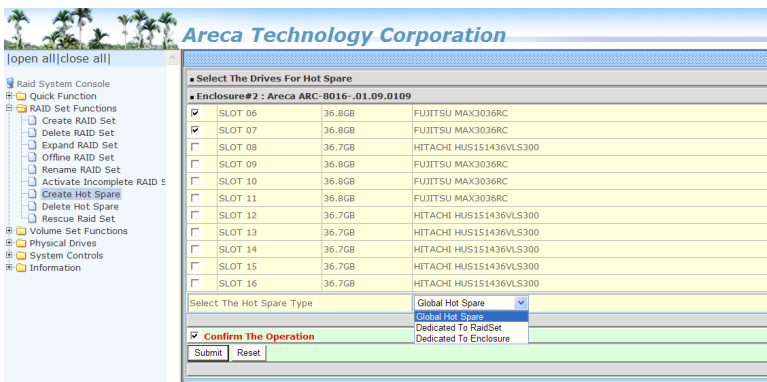 Areca Technology Corporation
|open all|close all|
Raid System Console
Quick Function
RAID Set Functions
Create RAID Set
Delete RAID Set
Expand RAID Set
Offline RAID Set
Rename RAID Set
Activate Incomplete RAID S
Create Hot Spare
Delete Hot Spare
Rescue Raid Set
Volume Set Functions
Physical Drives
System Controls
Information
Select The Drives For Hot Spare
Enclosure#2 : Areca ARC-8016-.01.09.0109
SLOT 06 36.8GB FUJITSU MAX3036RC
SLOT 07 36.8GB FUJITSU MAX3036RC
SLOT 08 36.7GB HITACHI HUS151436VLS300
SLOT 09 36.8GB FUJITSU MAX3036RC
SLOT 10 36.8GB FUJITSU MAX3036RC
SLOT 11 36.8GB FUJITSU MAX3036RC
SLOT 12 36.7GB HITACHI HUS151436VLS300
SLOT 13 36.7GB HITACHI HUS151436VLS300
SLOT 14 36.7GB HITACHI HUS151436VLS300
SLOT 15 36.7GB HITACHI HUS151436VLS300
SLOT 16 36.7GB HITACHI HUS151436VLS300
Select The Hot Spare Type Global Hot Spare
Global Hot Spare
Dedicated To RaidSet
Dedicated To Enclosure
Confirm The Operation
Submit Reset